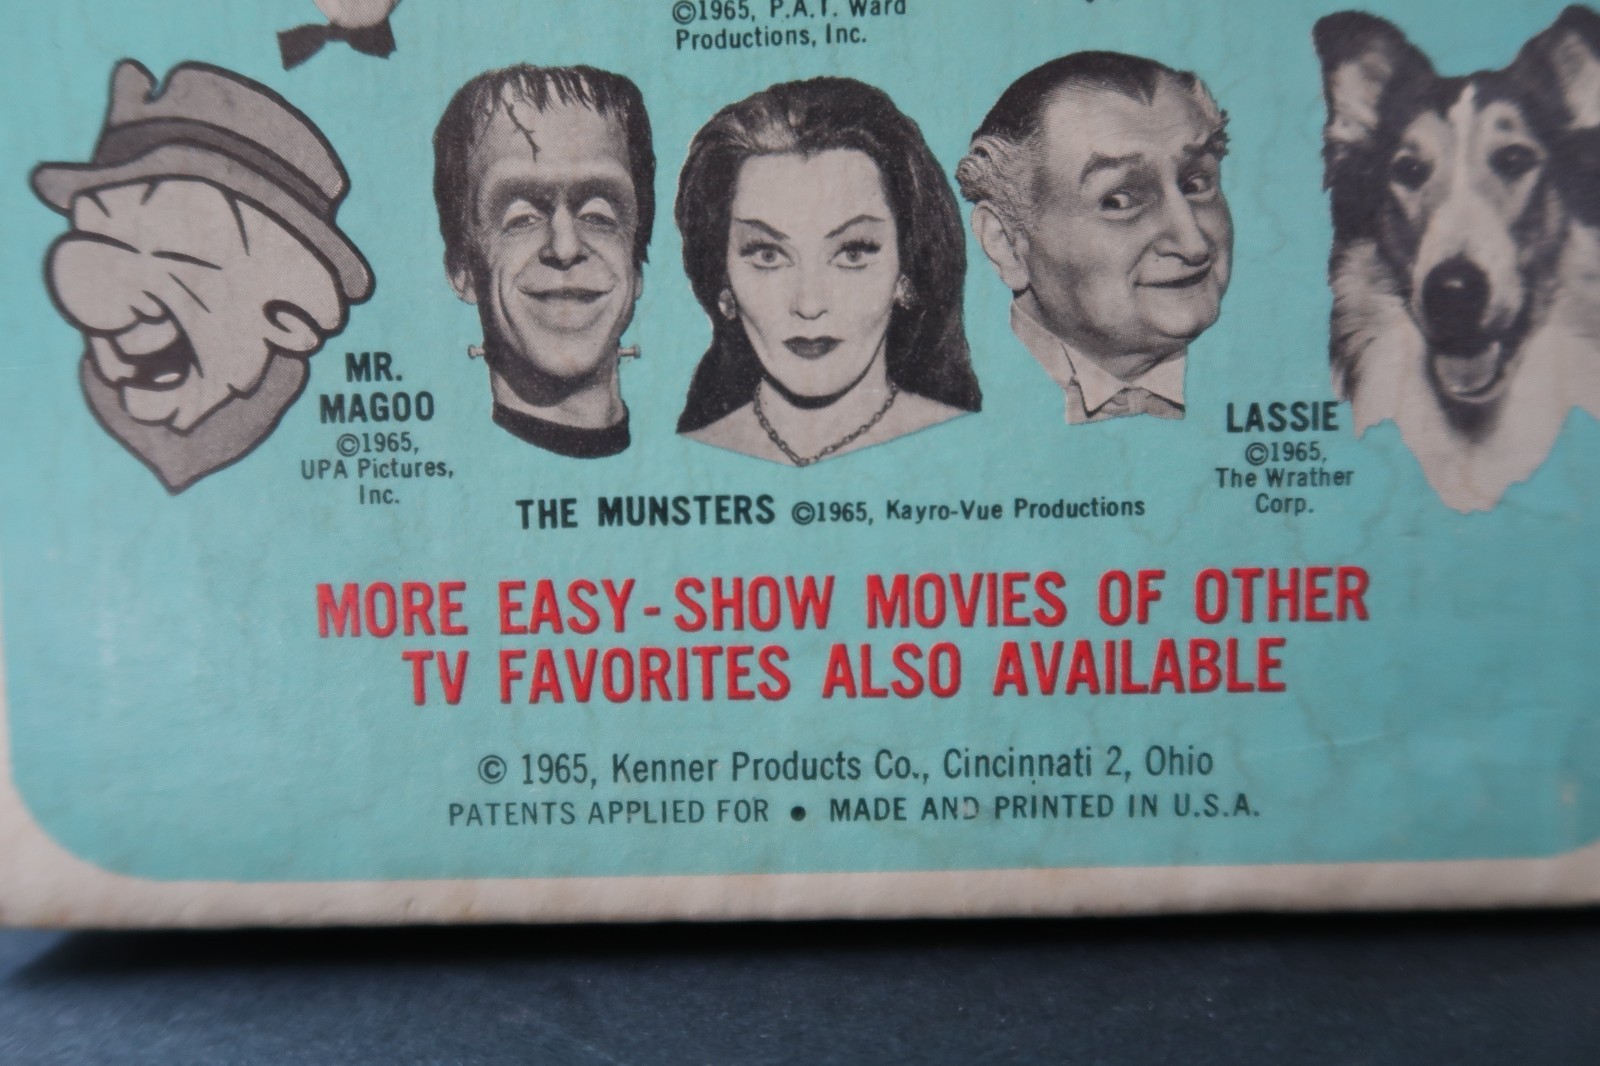 ©1965, P.A.T. Ward
Productions, Inc.
MR.
MAGOO
©1965,
UPA Pictures,
Inc.
LASSIE
©1965,
The Wrather
Corp.
THE MUNSTERS ©1965, Kayro-Vue Productions
MORE EASY-SHOW MOVIES OF OTHER
TV FAVORITES ALSO AVAILABLE
© 1965, Kenner Products Co., Cincinnati 2, Ohio
PATENTS APPLIED FOR ● MADE AND PRINTED IN U.S.A.